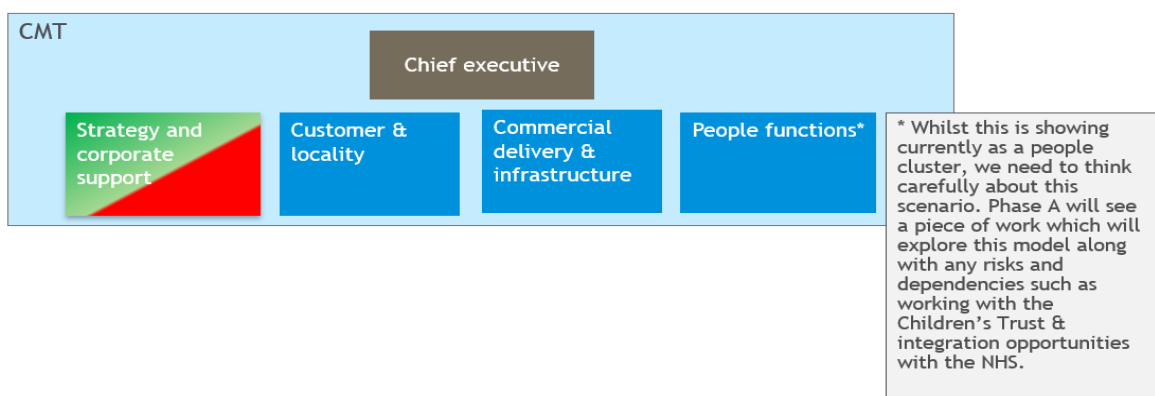 CMT
Chief executive
Strategy and
corporate
support
Customer &
locality
Commercial
delivery &
infrastructure
People functions*
* Whilst this is showing
currently as a people
cluster, we need to think
carefully about this
scenario. Phase A will see
a piece of work which will
explore this model along
with any risks and
dependencies such as
working with the
Children’s Trust &
integration opportunities
with the NHS.